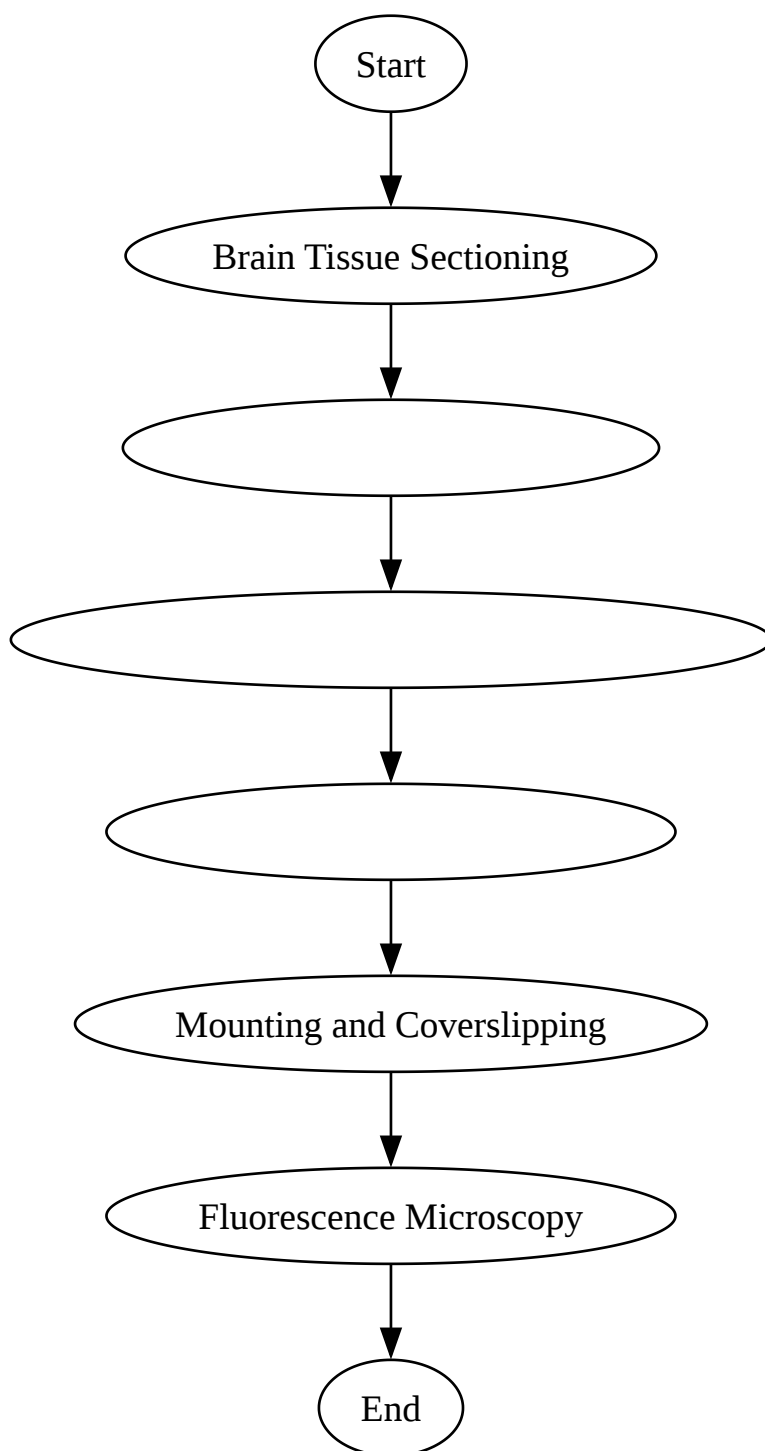 Start
Brain Tissue Sectioning
Mounting and Coverslipping
Fluorescence Microscopy
End